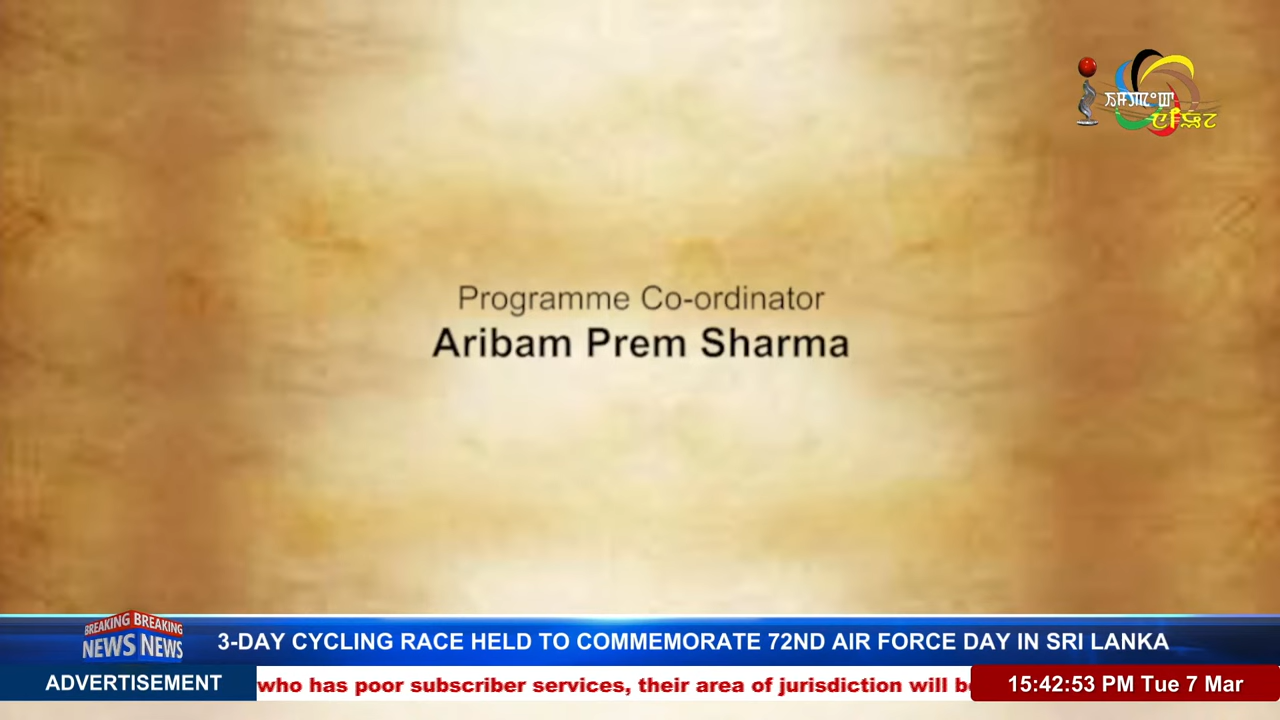 Programme Co-ordinator
Aribam Prem Sharma
BREAKING BREAKING
NEWS NEWS
3-DAY CYCLING RACE HELD TO COMMEMORATE 72ND AIR FORCE DAY IN SRI LANKA
ADVERTISEMENT
who has poor subscriber services, their area of jurisdiction will
15:42:53 PM Tue 7 Mar